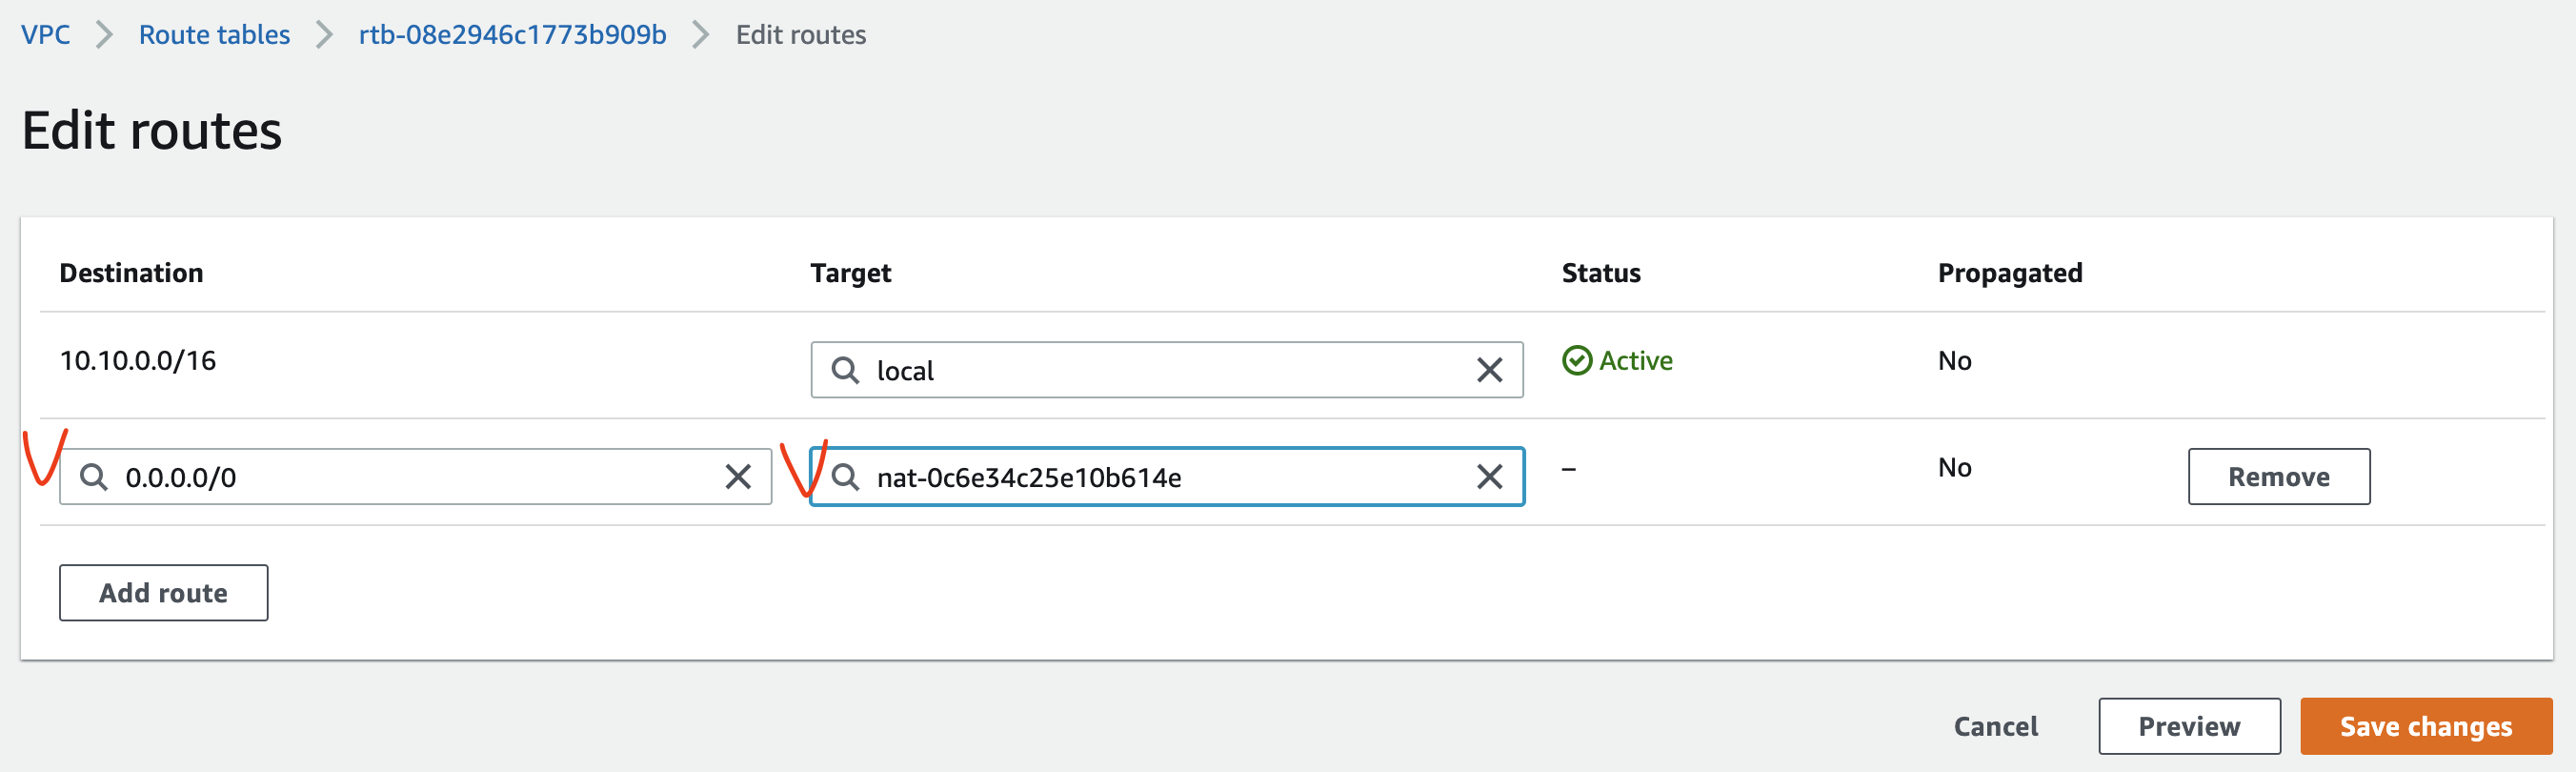 VPC > Route tables > rtb-08e2946c1773b909b > Edit routes
Edit routes
Destination Target Status Propagated
10.10.0.0/16 local Active No
0.0.0.0/0 nat-0c6e34c25e10b614e – No Remove
Add route
Cancel Preview Save changes